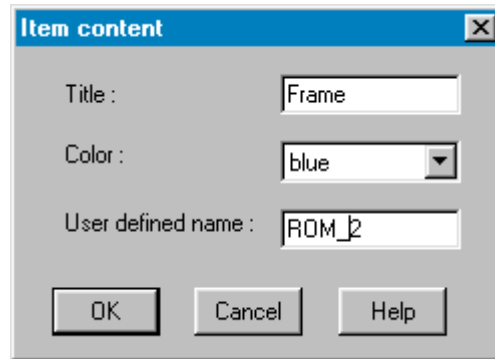 Item content
Title : Frame
Color : blue
User defined name : ROM_2
OK Cancel Help